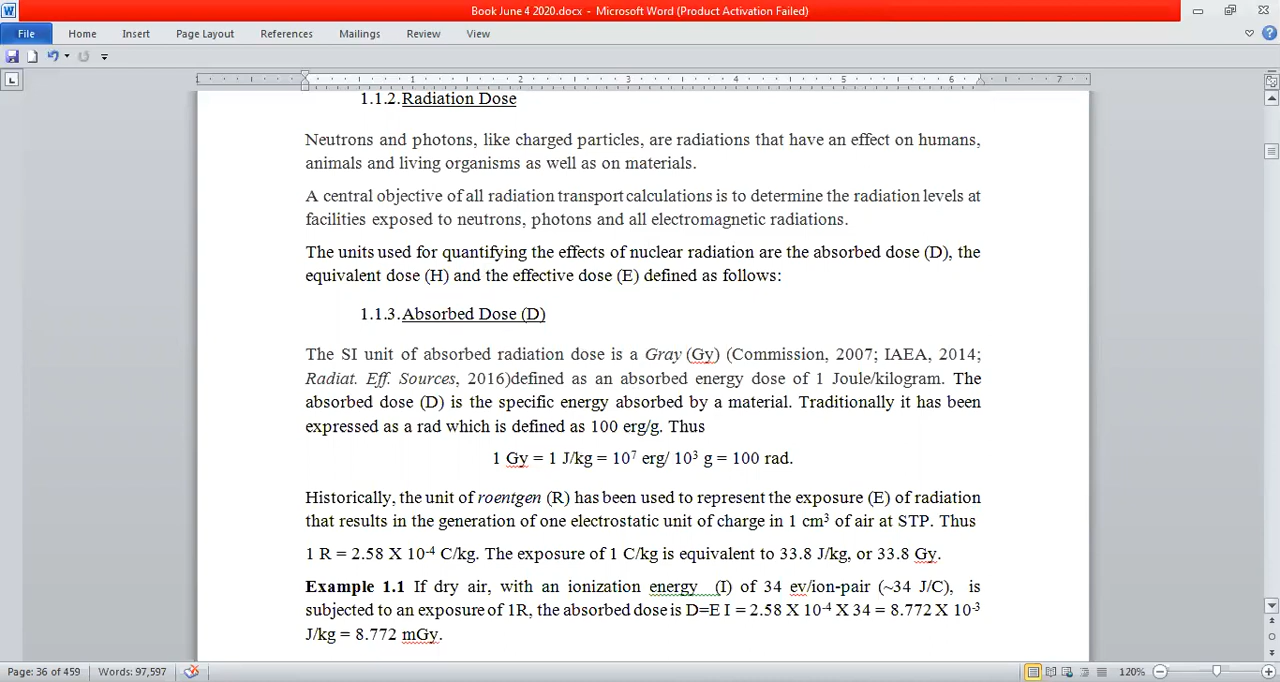 Book June 4 2020.docx - Microsoft Word (Product Activation Failed)
File Home Insert Page Layout References Mailings Review View
1 1 2 3 4 5 6 7
1.1.2. Radiation Dose
Neutrons and photons, like charged particles, are radiations that have an effect on humans,
animals and living organisms as well as on materials.
A central objective of all radiation transport calculations is to determine the radiation levels at
facilities exposed to neutrons, photons and all electromagnetic radiations.
The units used for quantifying the effects of nuclear radiation are the absorbed dose (D), the
equivalent dose (H) and the effective dose (E) defined as follows:
1.1.3. Absorbed Dose (D)
The SI unit of absorbed radiation dose is a Gray (Gy) (Commission, 2007; IAEA, 2014;
Radiat. Eff. Sources, 2016)defined as an absorbed energy dose of 1 Joule/kilogram. The
absorbed dose (D) is the specific energy absorbed by a material. Traditionally it has been
expressed as a rad which is defined as 100 erg/g. Thus
1 Gy = 1 J/kg = 10⁷ erg/ 10³ g = 100 rad.
Historically, the unit of roentgen (R) has been used to represent the exposure (E) of radiation
that results in the generation of one electrostatic unit of charge in 1 cm³ of air at STP. Thus
1 R = 2.58 X 10⁻⁴ C/kg. The exposure of 1 C/kg is equivalent to 33.8 J/kg, or 33.8 Gy.
Example 1.1 If dry air, with an ionization energy (I) of 34 ev/ion-pair (~34 J/C), is
subjected to an exposure of 1R, the absorbed dose is D=E I = 2.58 X 10⁻⁴ X 34 = 8.772 X 10⁻³
J/kg = 8.772 mGy.
Page: 36 of 459 Words: 97,597 120%